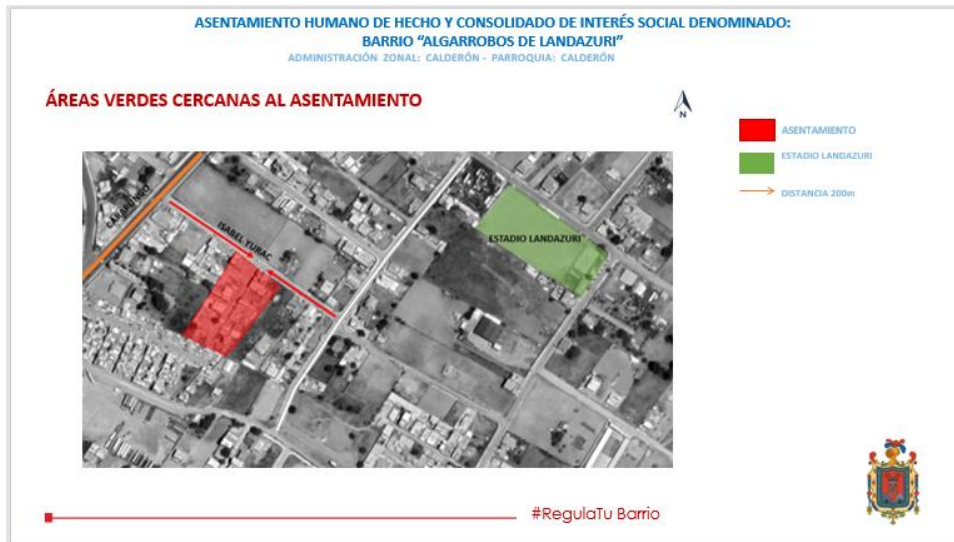 ASENTAMIENTO HUMANO DE HECHO Y CONSOLIDADO DE INTERÉS SOCIAL DENOMINADO:
BARRIO “ALGARROBOS DE LANDAZURI”
ADMINISTRACIÓN ZONAL: CALDERÓN - PARROQUIA: CALDERÓN
ÁREAS VERDES CERCANAS AL ASENTAMIENTO
N
ASENTAMIENTO
ESTADIO LANDAZURI
DISTANCIA 200m
CARAPUNGO
ISABEL YURAC
ESTADIO LANDAZURI
#RegulaTu Barrio